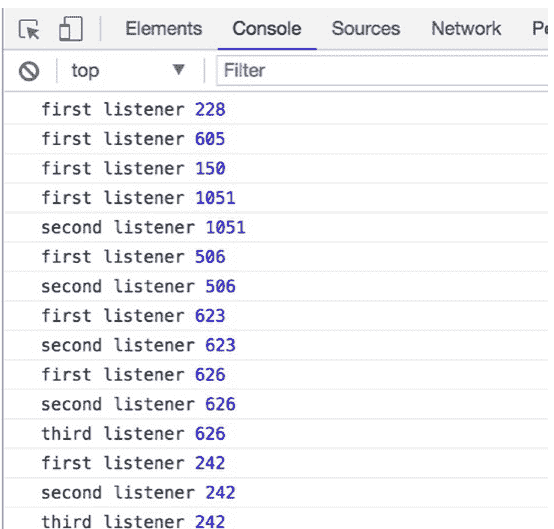 Elements Console Sources Network Pe
top ▼ Filter
first listener 228
first listener 605
first listener 150
first listener 1051
second listener 1051
first listener 506
second listener 506
first listener 623
second listener 623
first listener 626
second listener 626
third listener 626
first listener 242
second listener 242
third listener 242